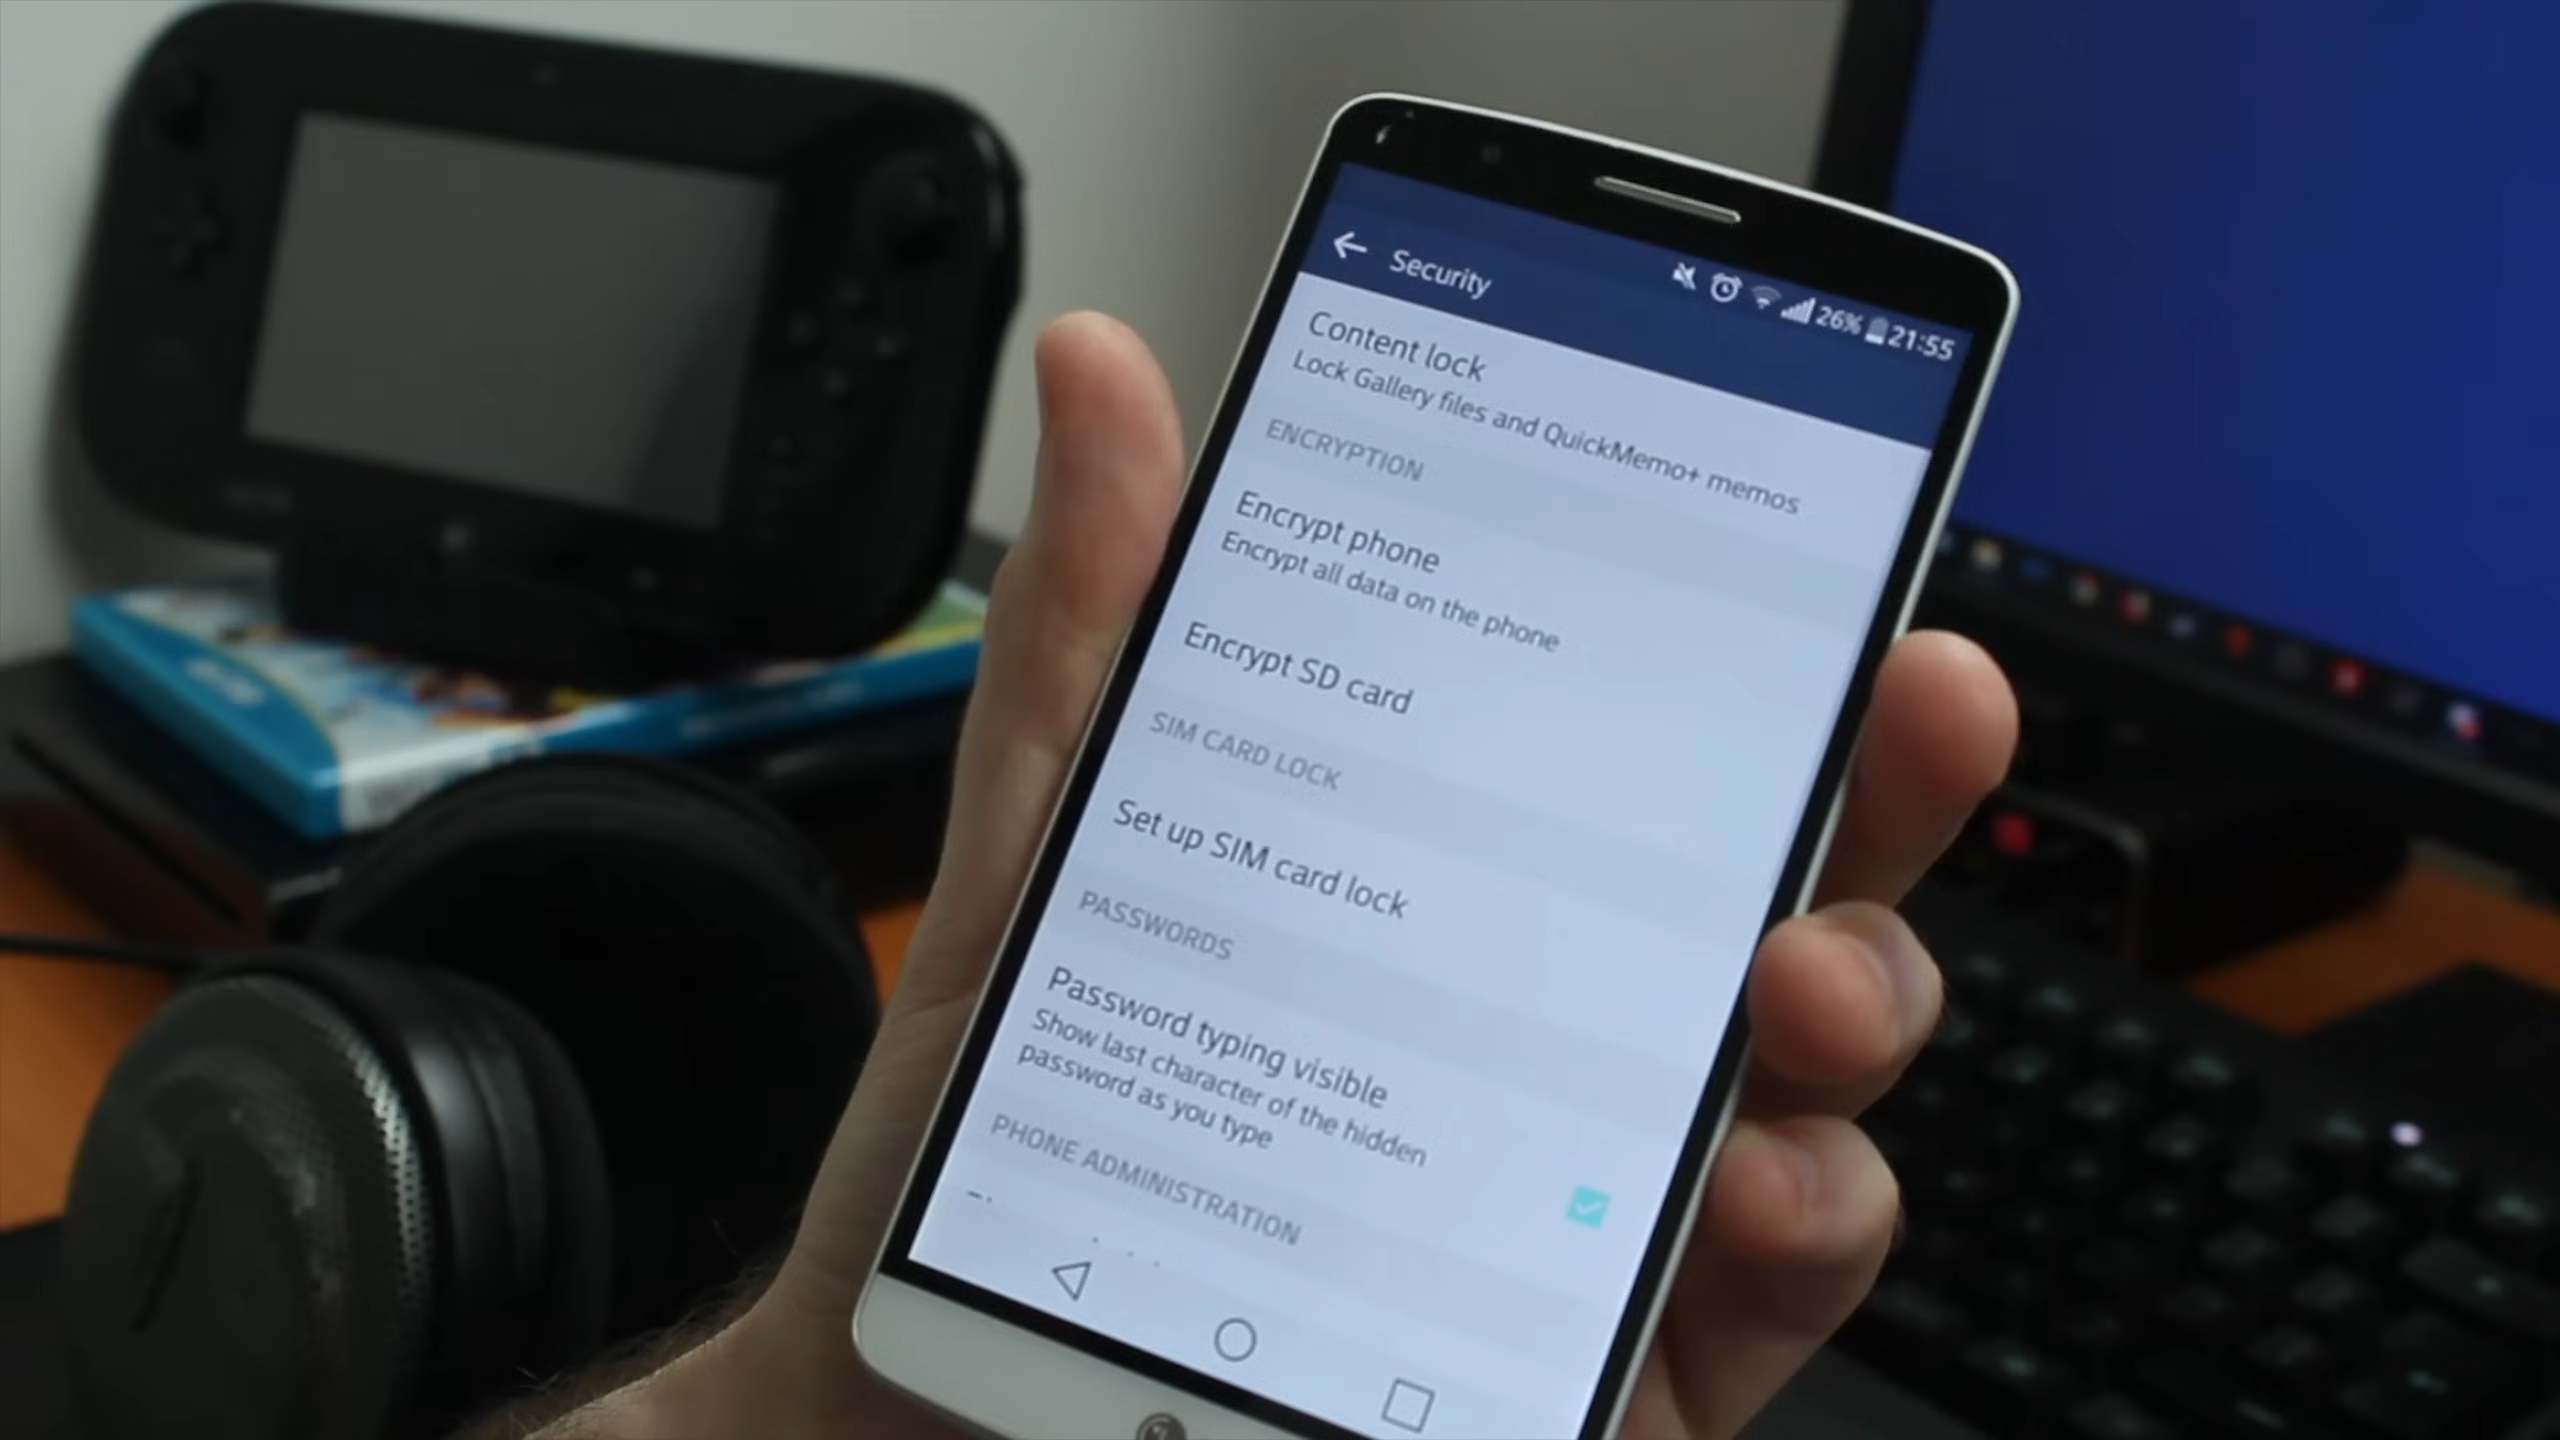 Security
26% 21:55
Content lock
Lock Gallery files and QuickMemo+ memos
ENCRYPTION
Encrypt phone
Encrypt all data on the phone
Encrypt SD card
SIM CARD LOCK
Set up SIM card lock
PASSWORDS
Password typing visible
Show last character of the hidden
password as you type
PHONE ADMINISTRATION